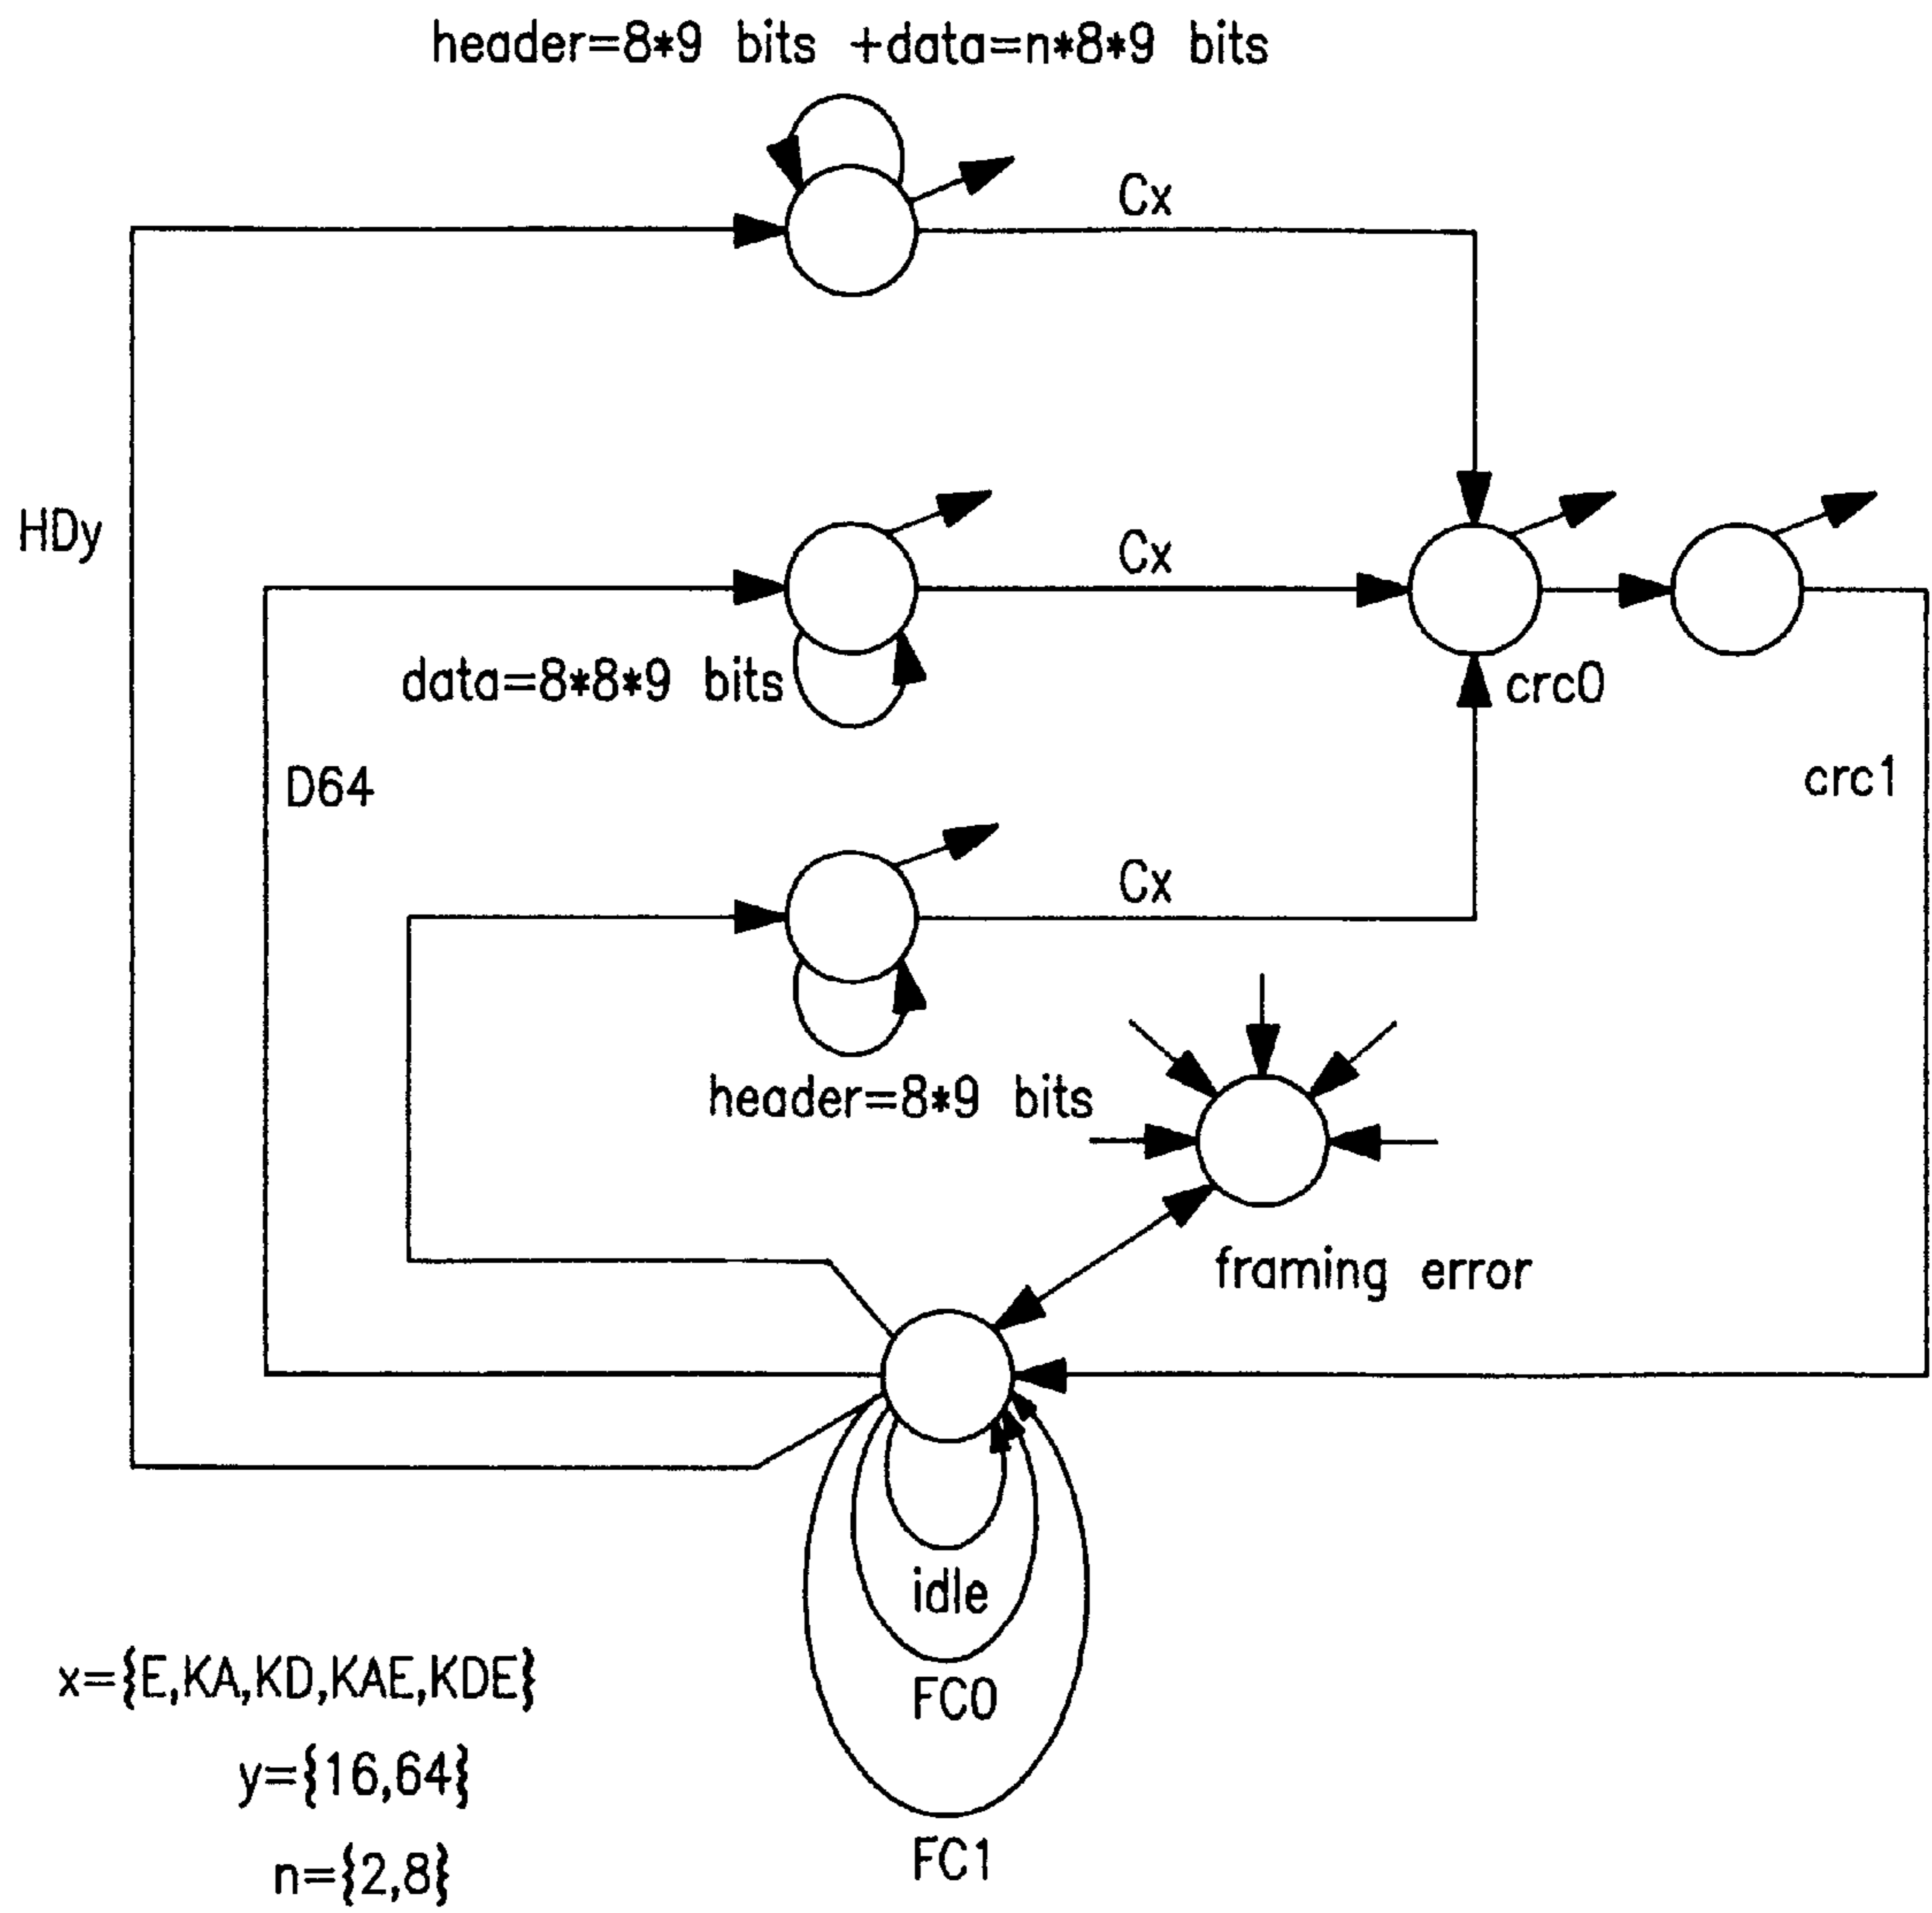 header=8*9 bits +data=n*8*9 bits
Cx
HDy
Cx
data=8*8*9 bits
crc0
D64
crc1
Cx
header=8*9 bits
framing error
idle
x={E,KA,KD,KAE,KDE}
FC0
y={16,64}
FC1
n={2,8}